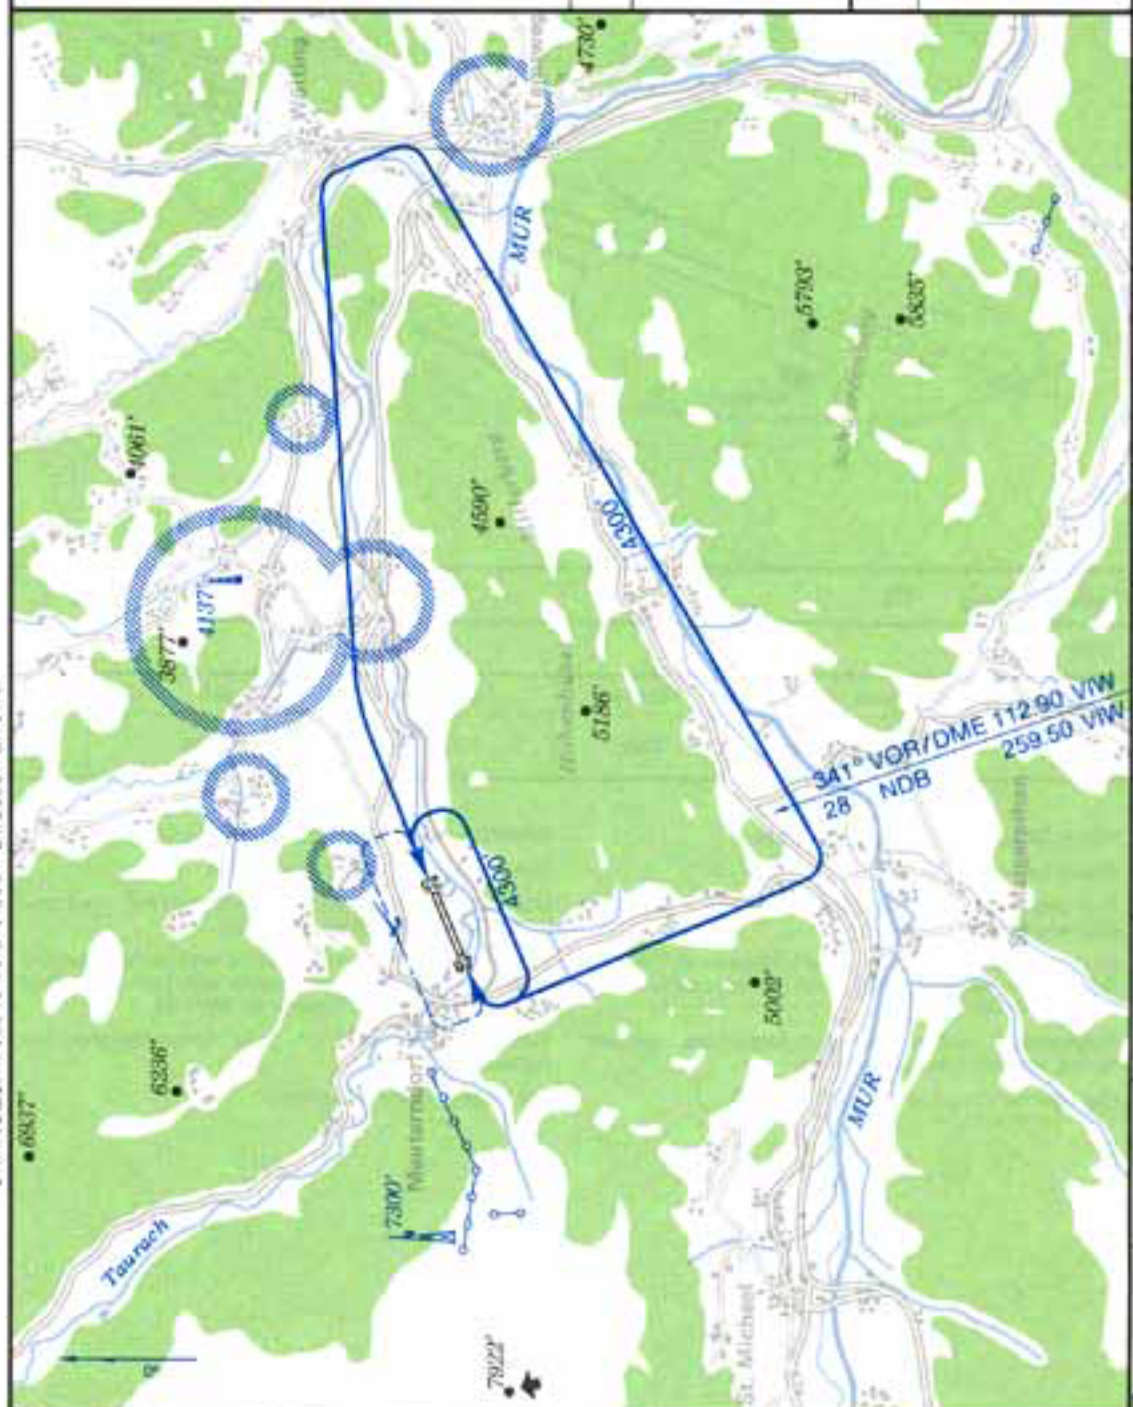 4730'
MUR
5793'
5835'
4061'
4590'
4300'
4137'
3877'
5186'
341° VOR/DME 112.90 VIW
28 NDB 259.50 VIW
4300'
5002'
6236'
6937'
Mauterndorf
MUR
7300'
Taurach
St. Michael
7922'